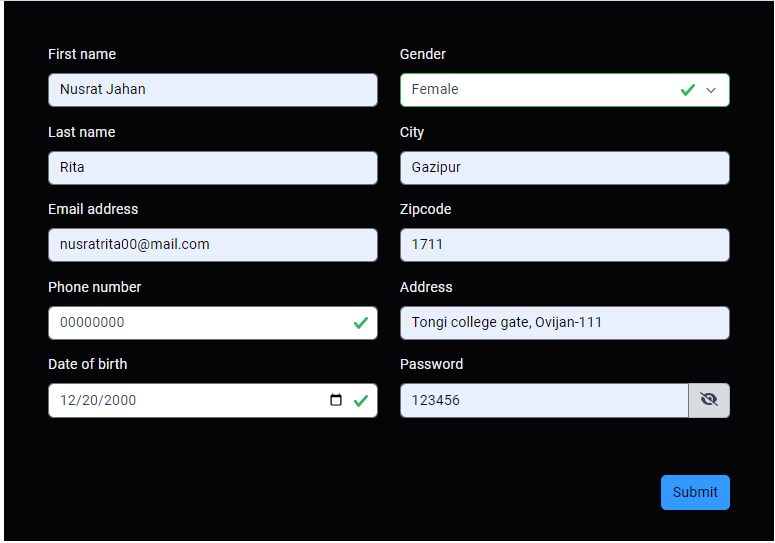 First name
Nusrat Jahan
Gender
Female
Last name
Rita
City
Gazipur
Email address
nusratrita00@mail.com
Zipcode
1711
Phone number
00000000
Address
Tongi college gate, Ovijan-111
Date of birth
12/20/2000
Password
123456
Submit